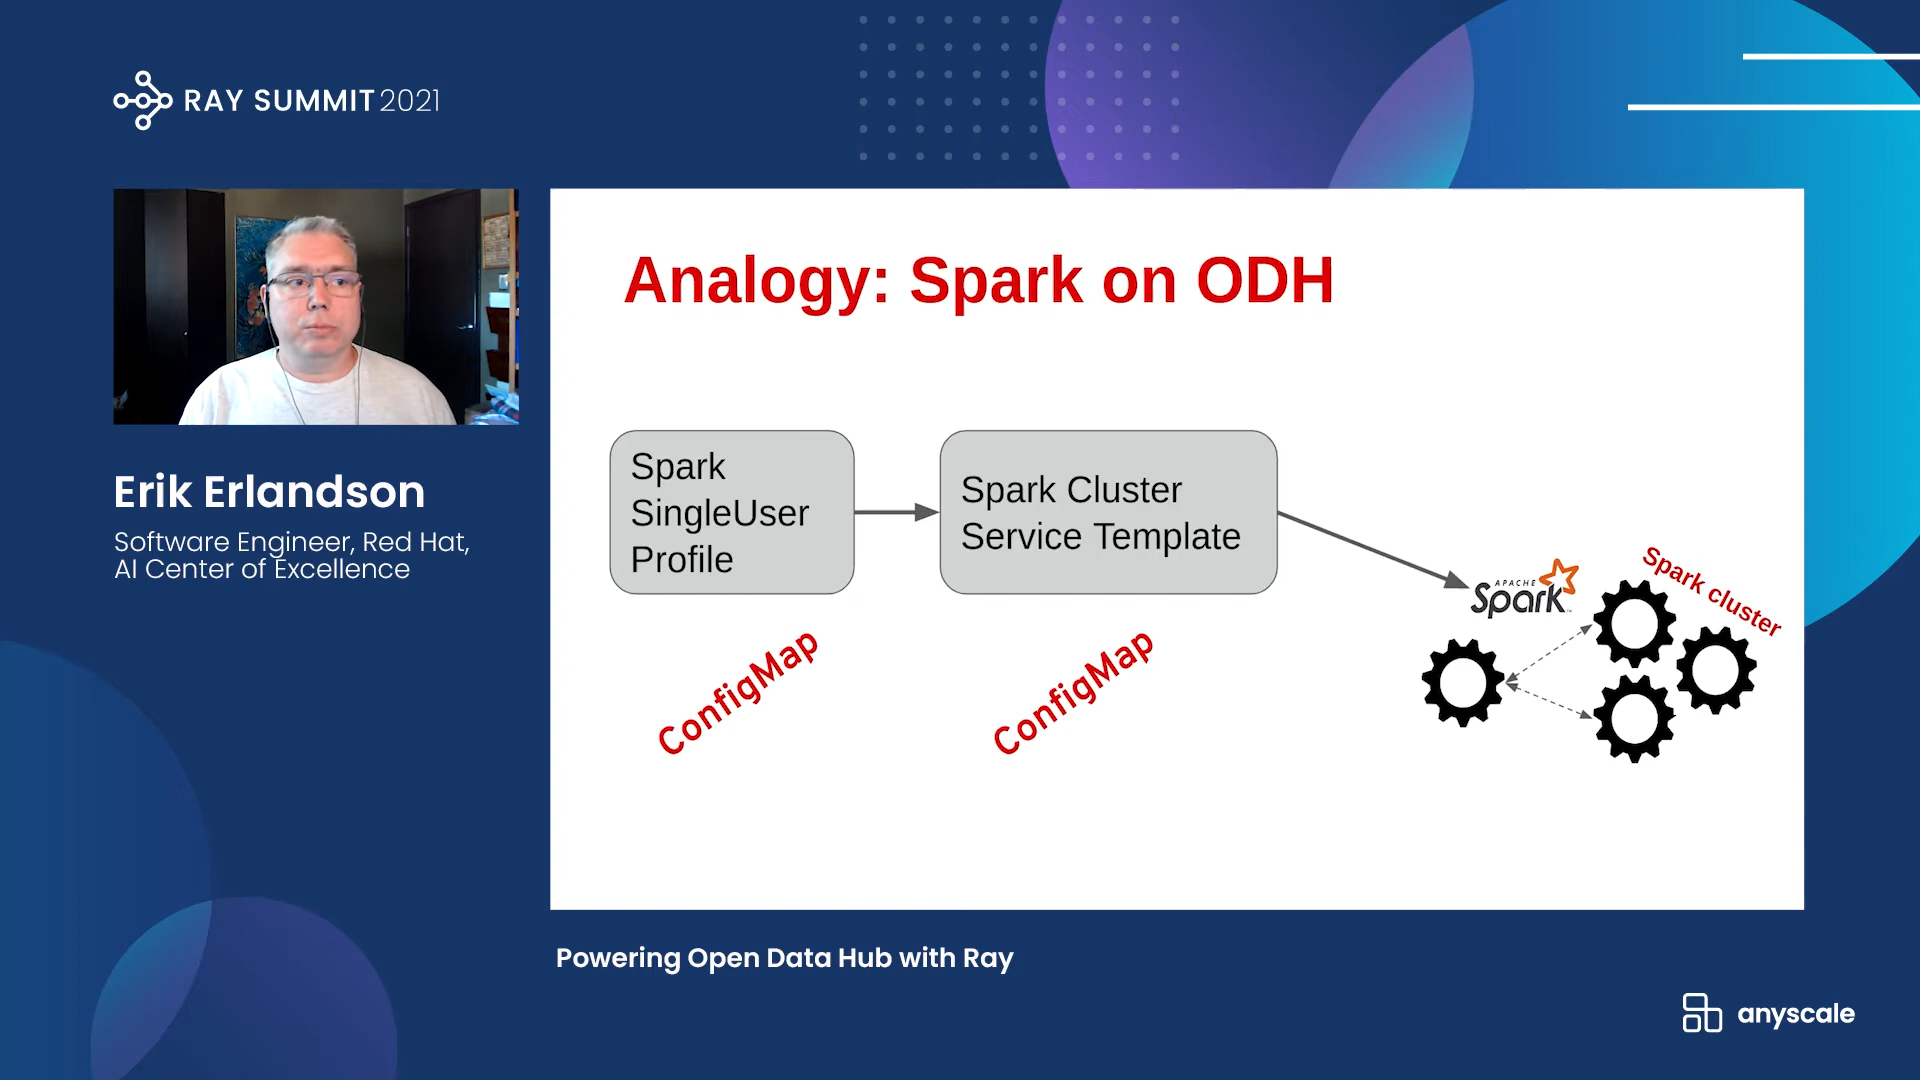 RAY SUMMIT 2021
Erik Erlandson
Software Engineer, Red Hat,
AI Center of Excellence
Analogy: Spark on ODH
Spark
SingleUser
Profile
Spark Cluster
Service Template
ConfigMap
ConfigMap
APACHE
Spark
Spark cluster
Powering Open Data Hub with Ray
anyscale